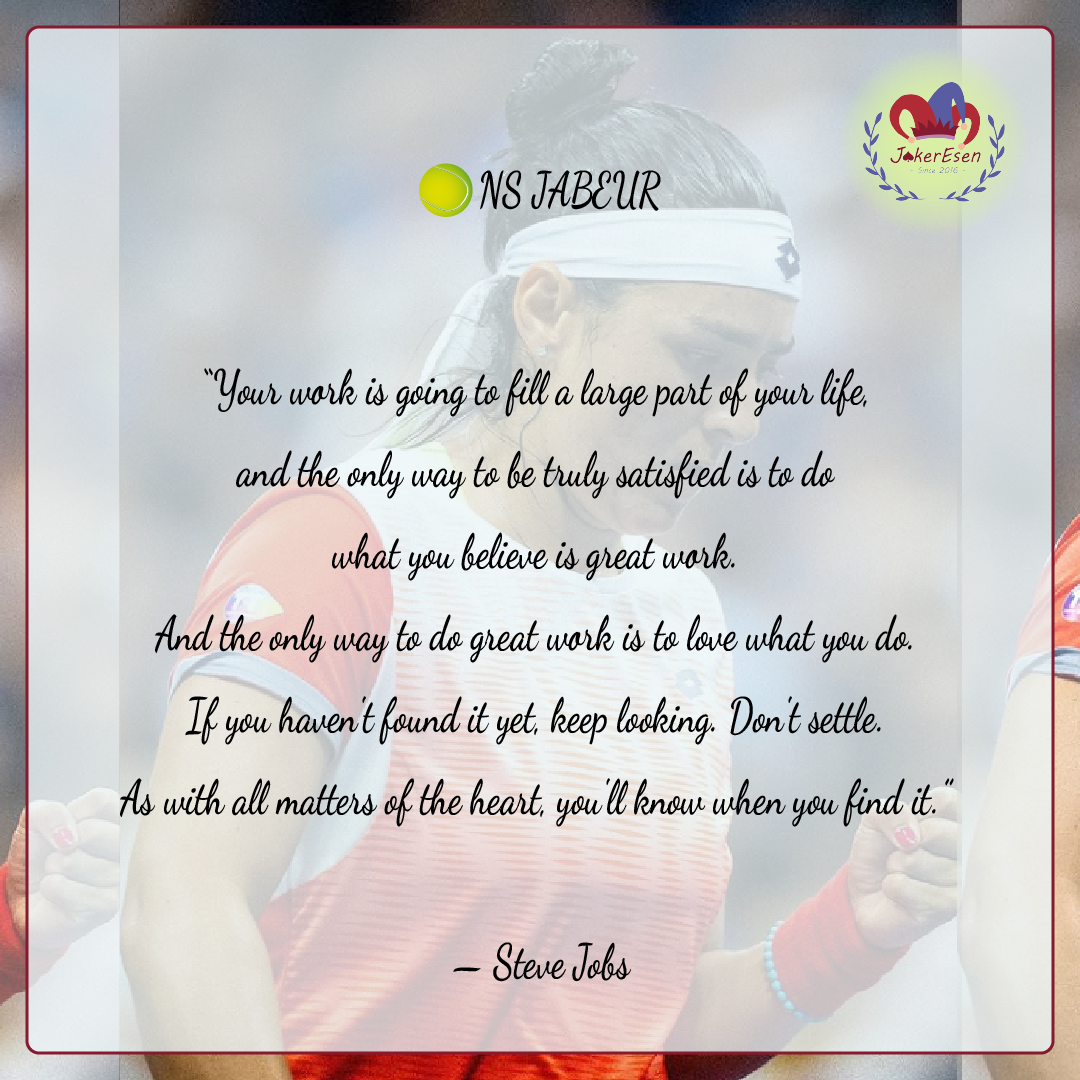 JokerEsen
- Since 2016 -
NS JABEUR
“Your work is going to fill a large part of your life,
and the only way to be truly satisfied is to do
what you believe is great work.
And the only way to do great work is to love what you do.
If you haven't found it yet, keep looking. Don't settle.
As with all matters of the heart, you'll know when you find it.”
— Steve Jobs